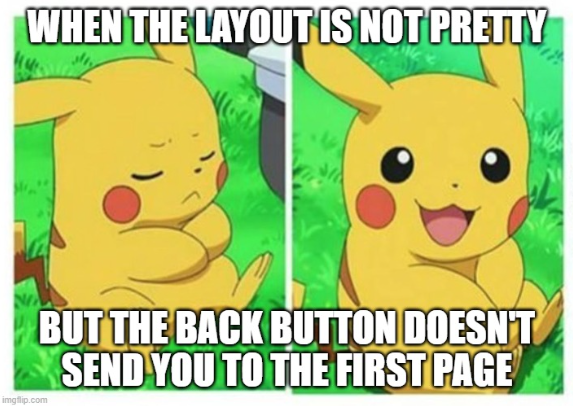 WHEN THE LAYOUT IS NOT PRETTY
BUT THE BACK BUTTON DOESN'T
SEND YOU TO THE FIRST PAGE
imgflip.com